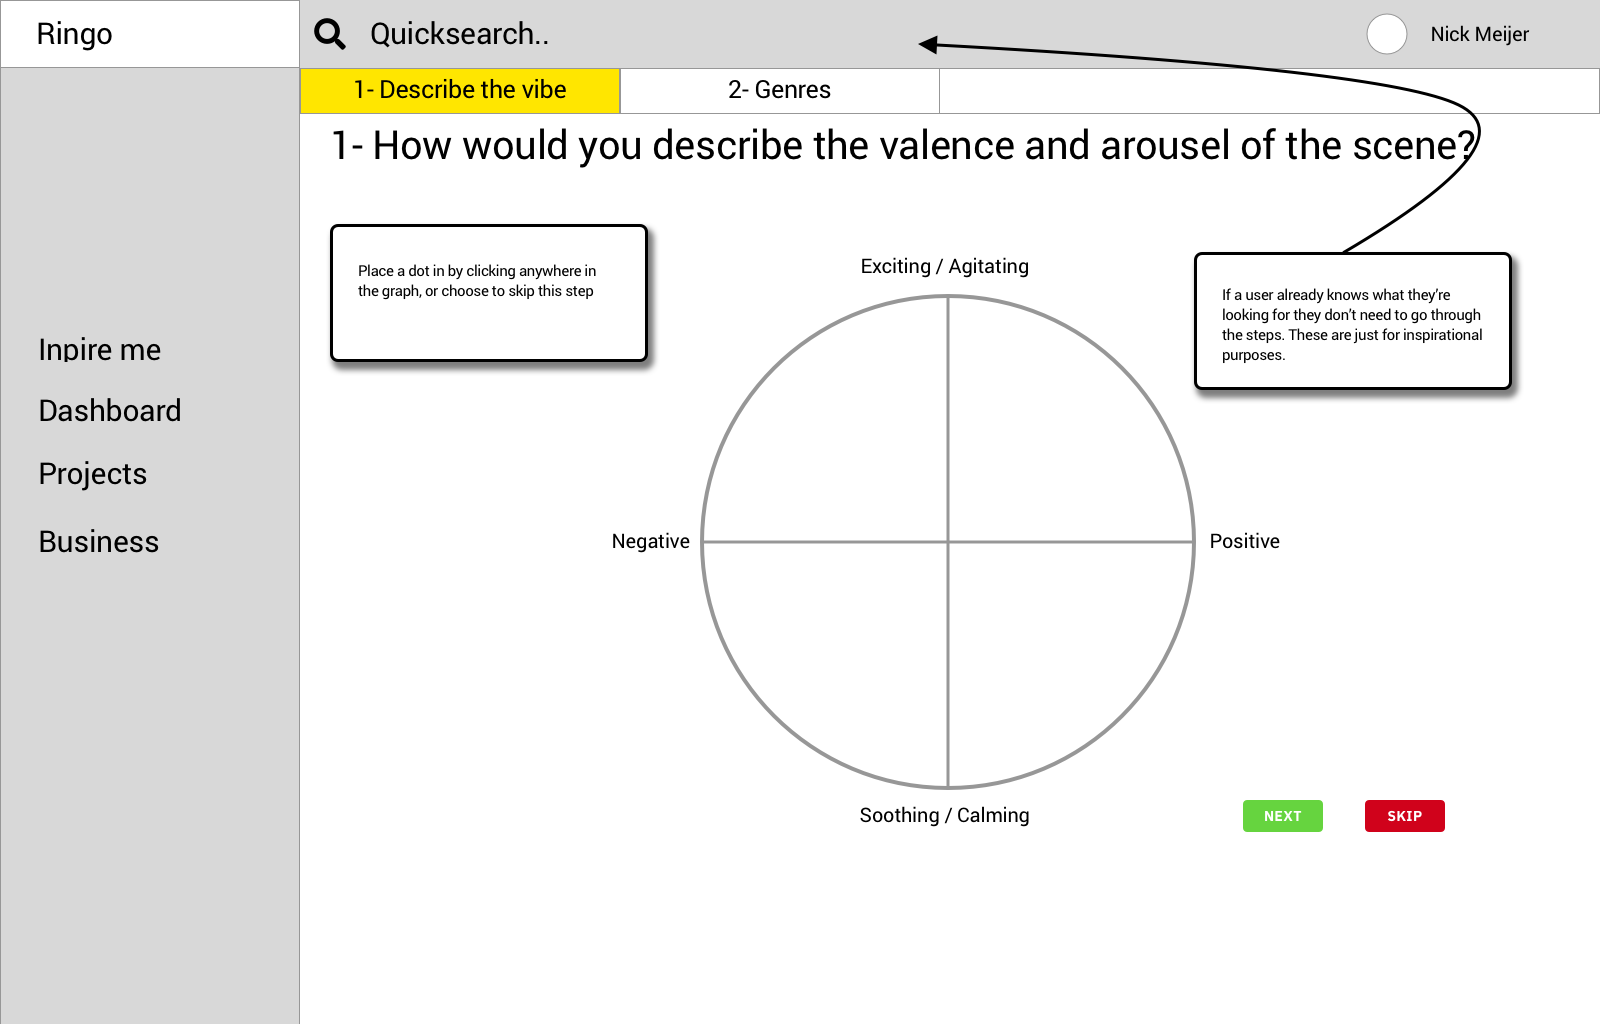 Ringo
Quicksearch..
Nick Meijer
1- Describe the vibe
2- Genres
1- How would you describe the valence and arousel of the scene?
Place a dot in by clicking anywhere in
the graph, or choose to skip this step
Exciting / Agitating
If a user already knows what they're
looking for they don't need to go through
the steps. These are just for inspirational
purposes.
Inpire me
Dashboard
Projects
Business
Negative
Positive
Soothing / Calming
NEXT
SKIP